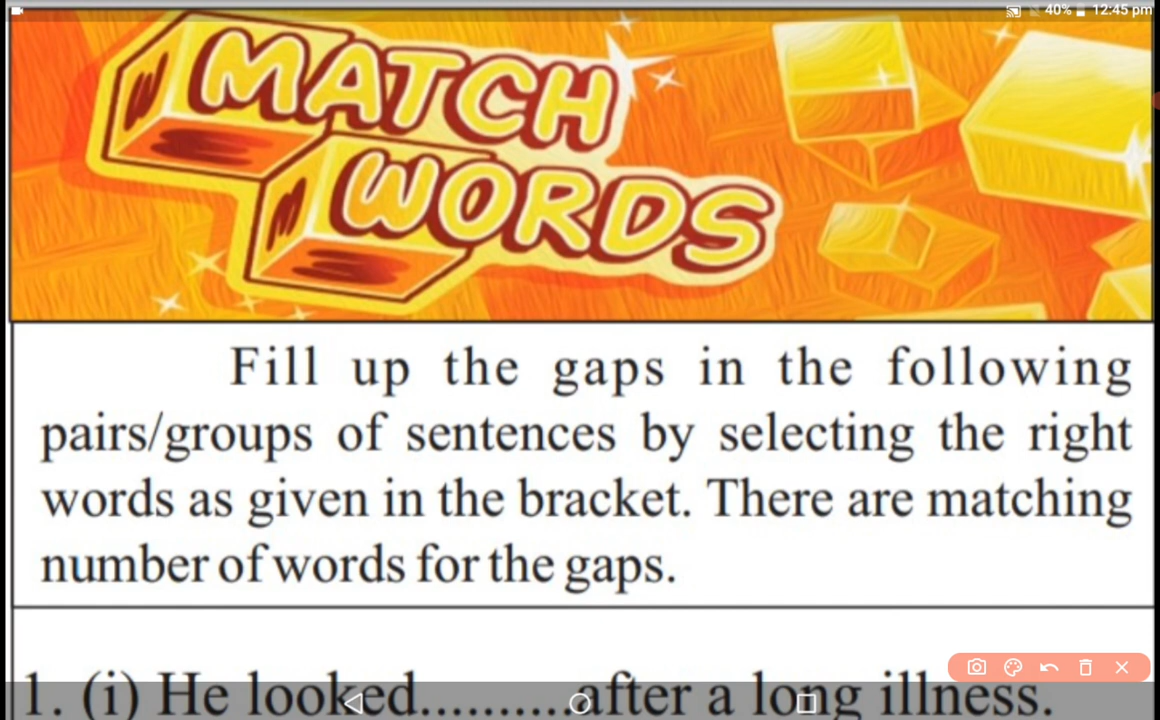 40% 12:45 pm
MATCH
WORDS
Fill up the gaps in the following
pairs/groups of sentences by selecting the right
words as given in the bracket. There are matching
number of words for the gaps.
1. (i) He looked..........after a long illness.